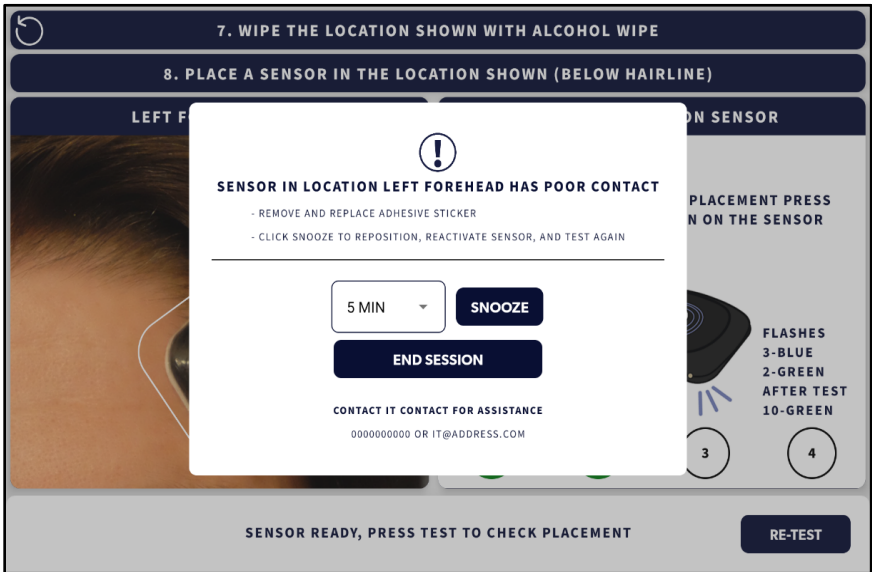 7. WIPE THE LOCATION SHOWN WITH ALCOHOL WIPE
8. PLACE A SENSOR IN THE LOCATION SHOWN (BELOW HAIRLINE)
LEFT F
ON SENSOR
!
SENSOR IN LOCATION LEFT FOREHEAD HAS POOR CONTACT
- REMOVE AND REPLACE ADHESIVE STICKER
- CLICK SNOOZE TO REPOSITION, REACTIVATE SENSOR, AND TEST AGAIN
5 MIN
SNOOZE
END SESSION
CONTACT IT CONTACT FOR ASSISTANCE
0000000000 OR IT@ADDRESS.COM
PLACEMENT PRESS
N ON THE SENSOR
FLASHES
3-BLUE
2-GREEN
AFTER TEST
10-GREEN
3
4
SENSOR READY, PRESS TEST TO CHECK PLACEMENT
RE-TEST